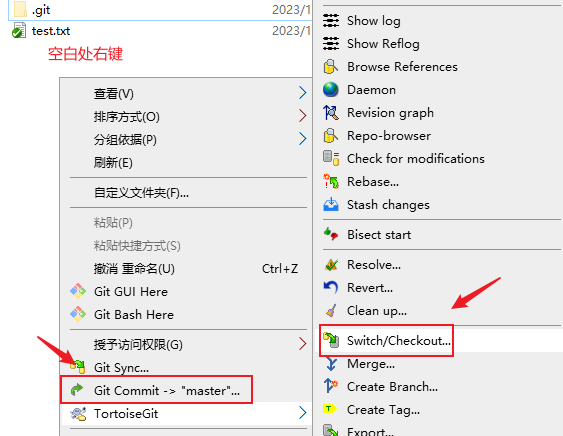 .git
2023/1
test.txt
2023/1
空白处右键
查看(V)
排序方式(O)
分组依据(P)
刷新(E)
自定义文件夹(F)...
粘贴(P)
粘贴快捷方式(S)
撤消 重命名(U)
Ctrl+Z
Git GUI Here
Git Bash Here
授予访问权限(G)
Git Sync...
Git Commit -> "master"...
TortoiseGit
Show log
Show Reflog
Browse References
Daemon
Revision graph
Repo-browser
Check for modifications
Rebase...
Stash changes
Bisect start
Resolve...
Revert...
Clean up...
Switch/Checkout...
Merge...
Create Branch...
Create Tag...
Export...